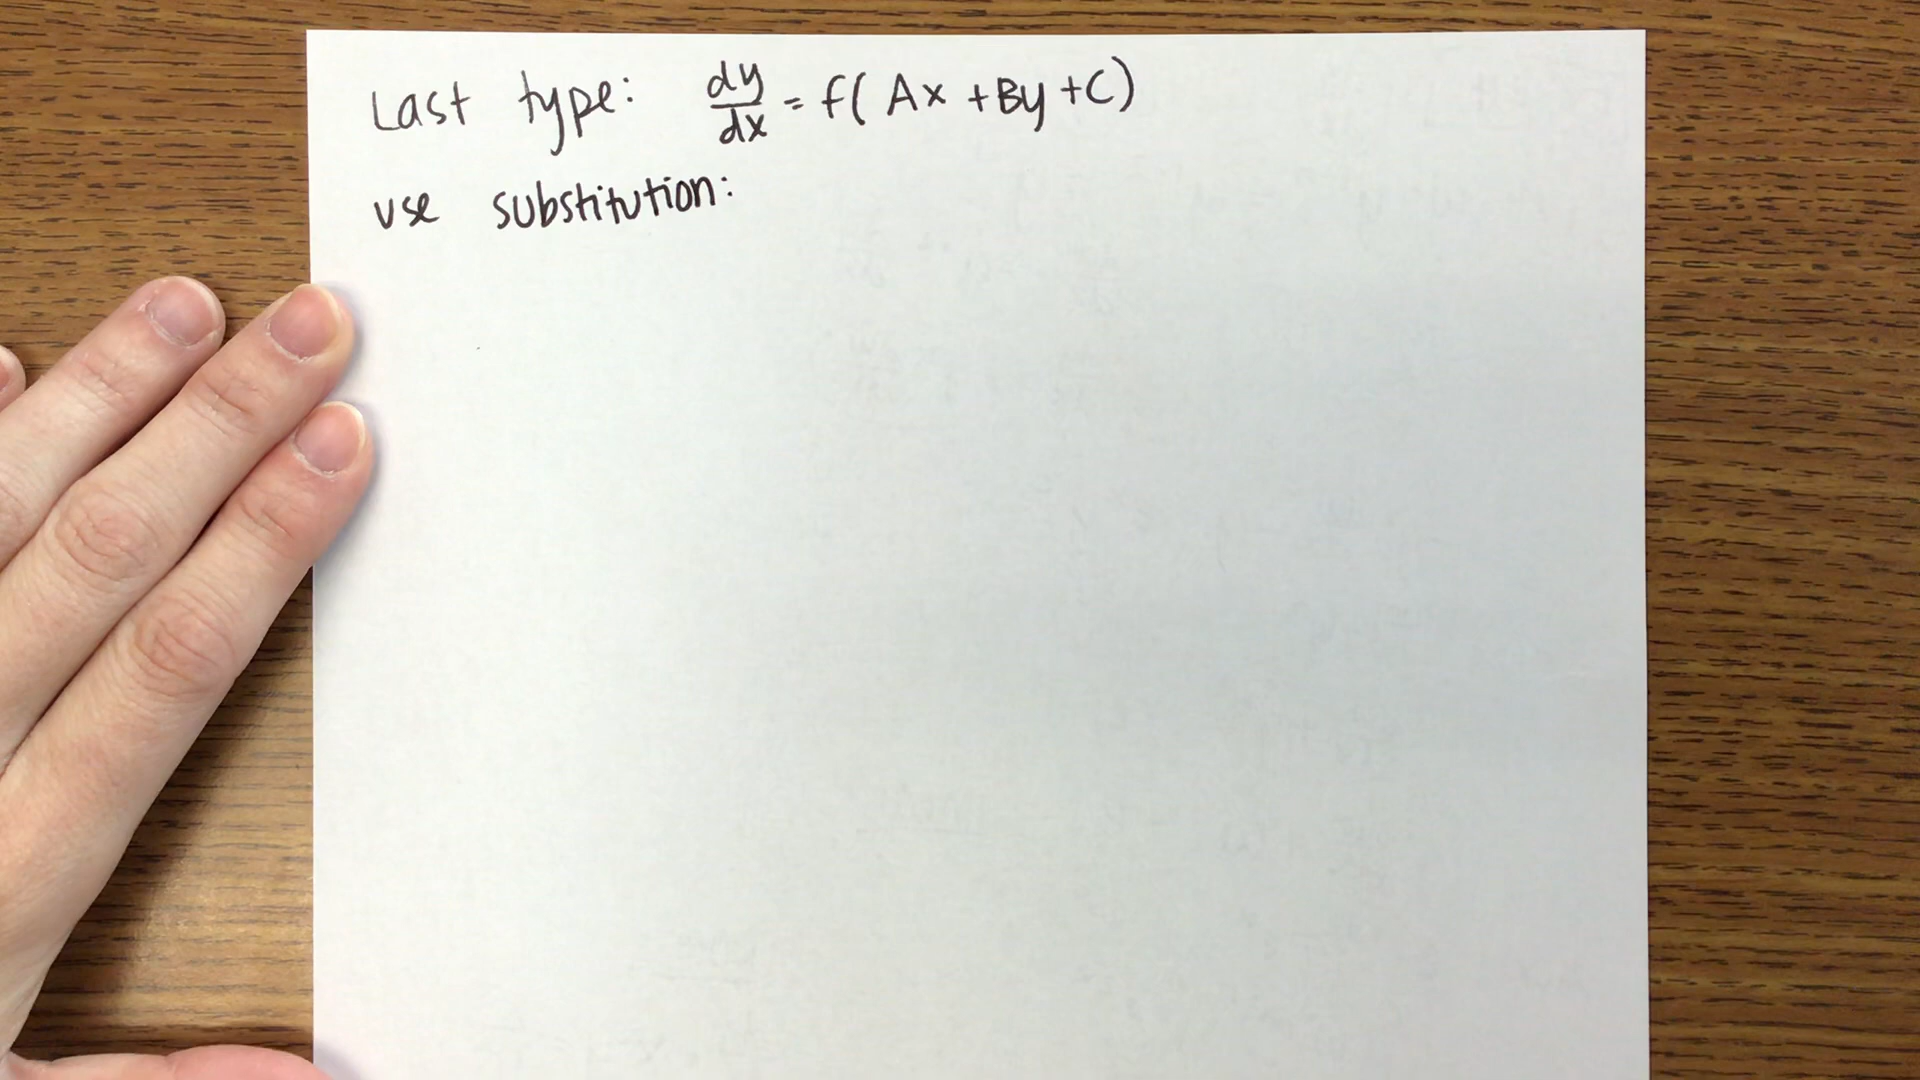 Last type: dy/dx = f( Ax + By + C)
use substitution: